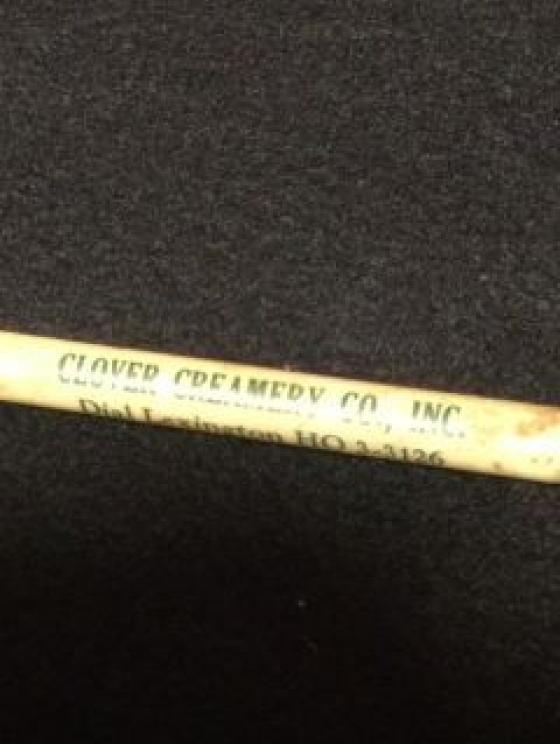 CLOVER CREAMERY CO., INC.
Dial Lexington HO 3-3126